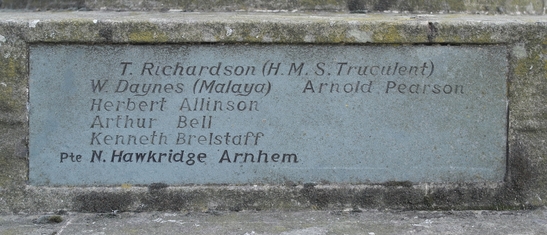 T. Richardson (H.M.S. Truculent)
W. Daynes (Malaya) Arnold Pearson
Herbert Allinson
Arthur Bell
Kenneth Brelstaff
Pte N. Hawkridge Arnhem